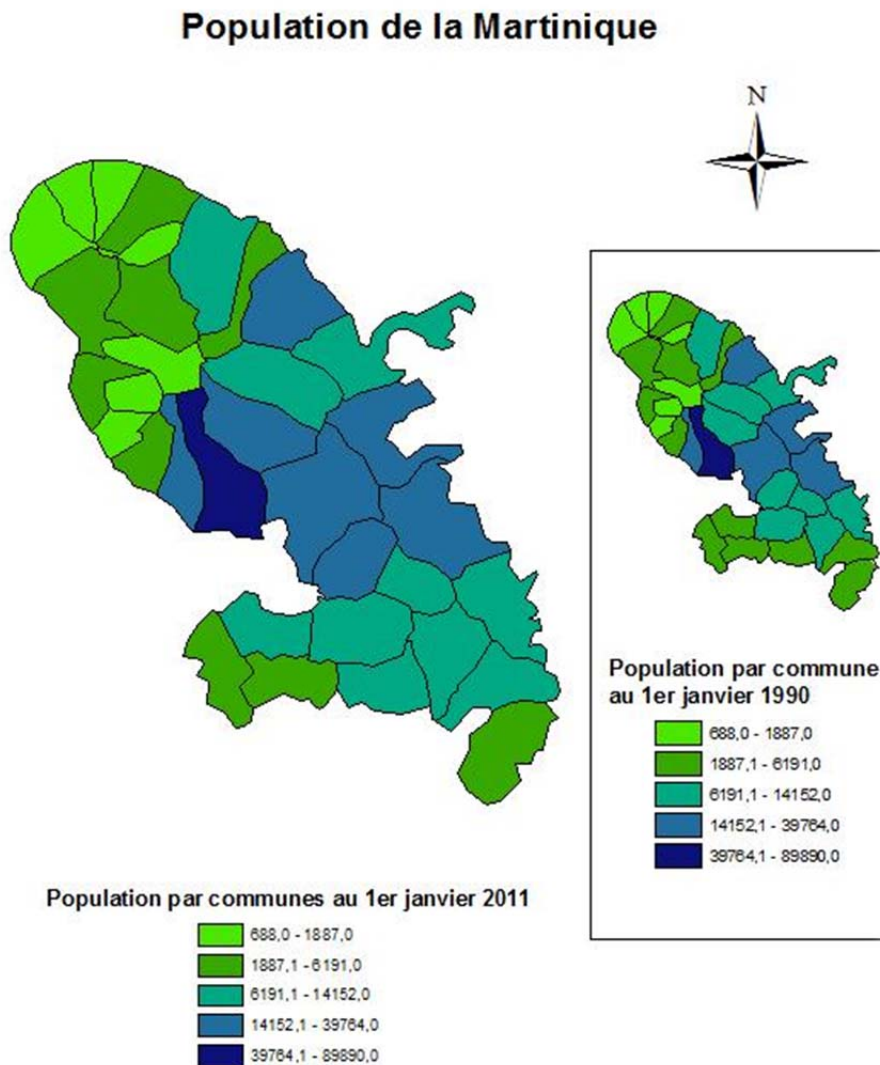 Population de la Martinique
N
Population par commune
au 1er janvier 1990
688,0 - 1887,0
1887,1 - 6191,0
6191,1 - 14152,0
14152,1 - 39764,0
39764,1 - 89890,0
Population par communes au 1er janvier 2011
688,0 - 1887,0
1887,1 - 6191,0
6191,1 - 14152,0
14152,1 - 39764,0
39764,1 - 89890,0